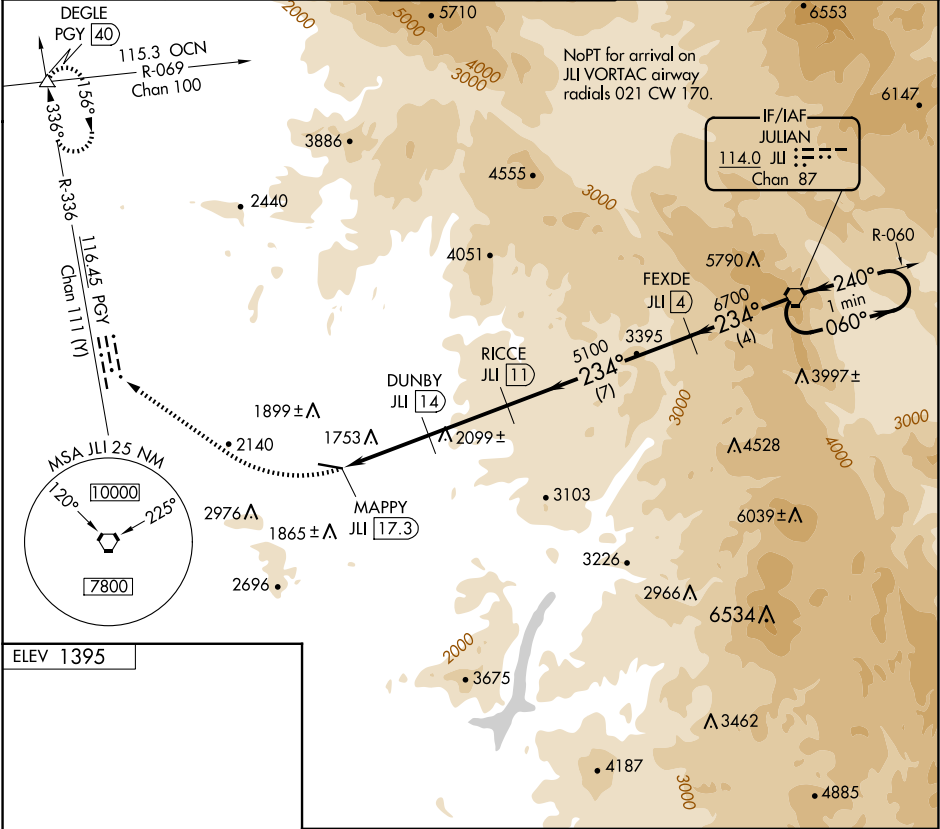 DEGLE
PGY 40
115.3 OCN
R-069
Chan 100
156°
336°
R-336
116.45 PGY
Chan 111 (Y)
2000
5000
5710
6553
4000
3000
NoPT for arrival on
JLI VORTAC airway
radials 021 CW 170.
6147
IF/IAF
JULIAN
114.0 JLI
Chan 87
3886
4555
3000
2440
4051
5790
R-060
240°
1 min
060°
FEXDE
JLI 4
6700
234°
(4)
3395
5100
234°
(7)
RICCE
JLI 11
DUNBY
JLI 14
3997±
3000
3000
4000
1899±
1753
2099±
2140
4528
MSA JLI 25 NM
10000
120°
225°
7800
MAPPY
JLI 17.3
2976
1865±
3103
6039±
2696
3226
2966
6534
ELEV 1395
2000
3675
3462
4187
3000
4885